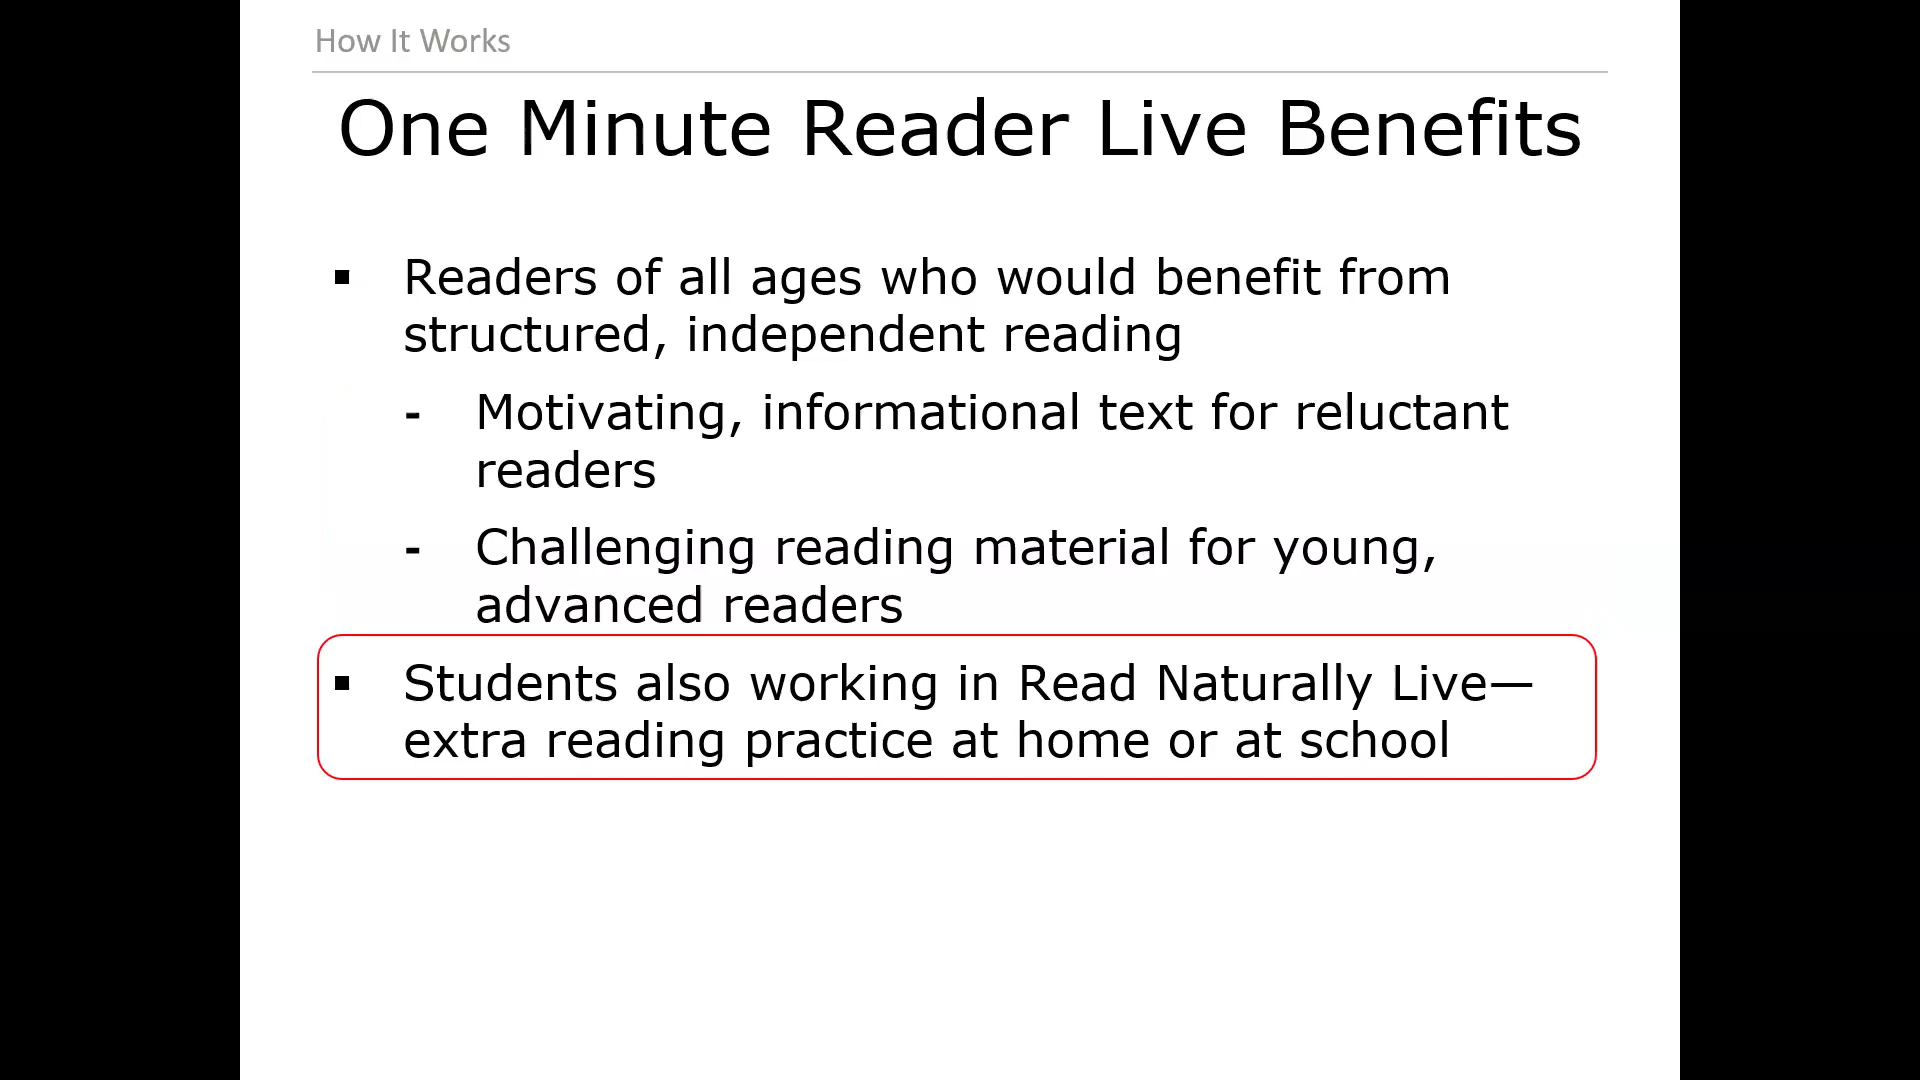 How It Works
One Minute Reader Live Benefits
▪ Readers of all ages who would benefit from
structured, independent reading
- Motivating, informational text for reluctant
readers
- Challenging reading material for young,
advanced readers
▪ Students also working in Read Naturally Live—
extra reading practice at home or at school